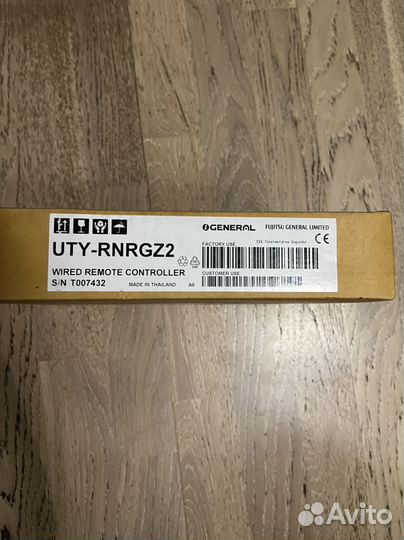 GENERAL
FUJITSU GENERAL LIMITED
UTY-RNRGZ2
FACTORY USE
CE
WIRED REMOTE CONTROLLER
CUSTOMER USE
S/N T007432
MADE IN THAILAND
A0
Avito